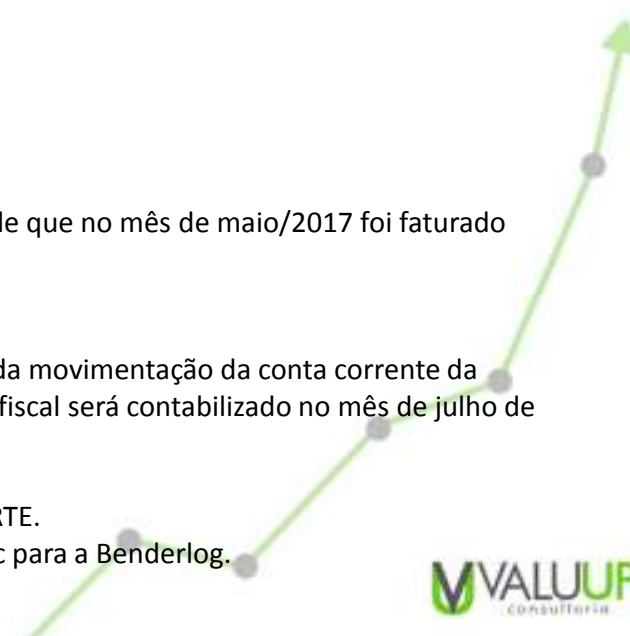 de que no mês de maio/2017 foi faturado
da movimentação da conta corrente da
fiscal será contabilizado no mês de julho de
RTE.
c para a Benderlog.
VALUUP
consultoria